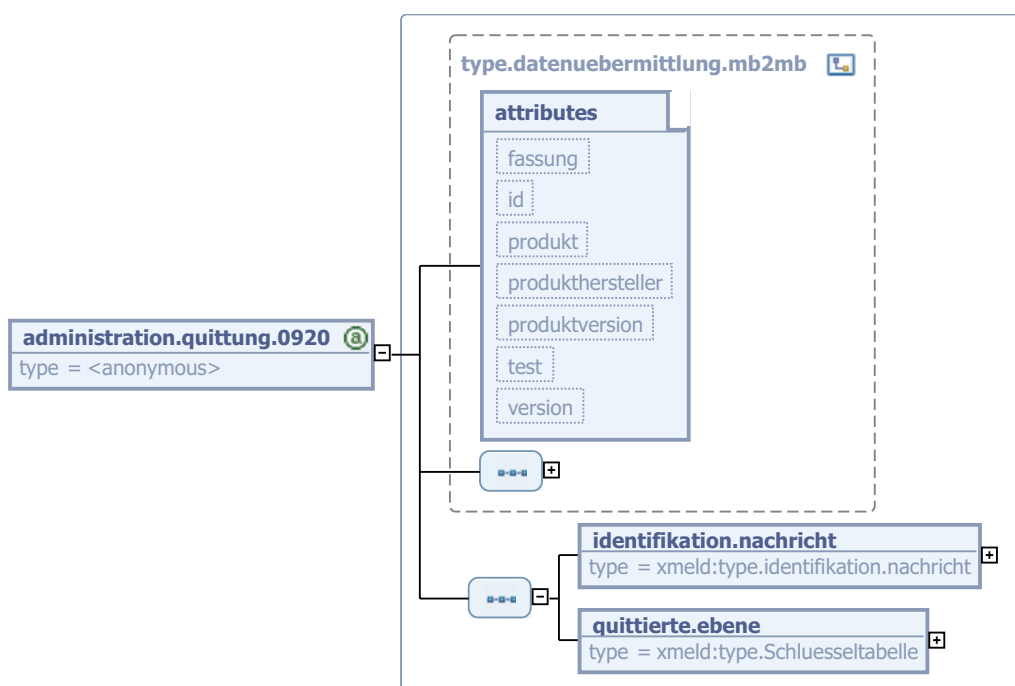 type.datenuebermittlung.mb2mb
attributes
fassung
id
produkt
produkthersteller
produktversion
test
version
administration.quittung.0920 a
type = <anonymous>
identifikation.nachricht
type = xmeld:type.identifikation.nachricht
quittierte.ebene
type = xmeld:type.Schluesseltabelle